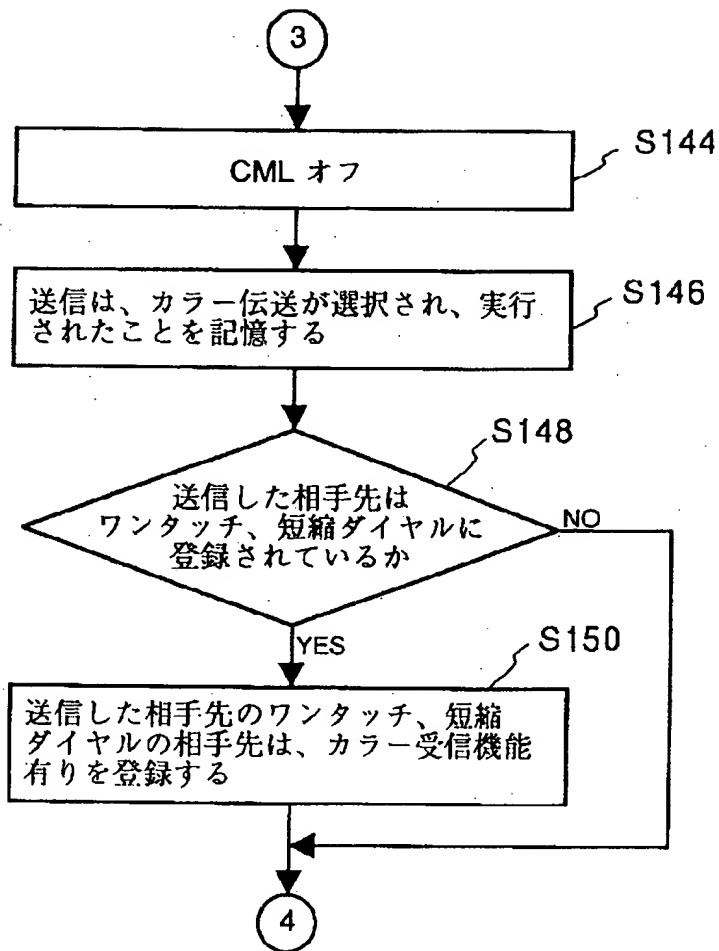 3
CML オフ
S144
送信は、カラー伝送が選択され、実行
されたことを記憶する
S146
S148
送信した相手先は
ワンタッチ、短縮ダイヤルに
登録されているか
NO
YES
S150
送信した相手先のワンタッチ、短縮
ダイヤルの相手先は、カラー受信機能
有りを登録する
4